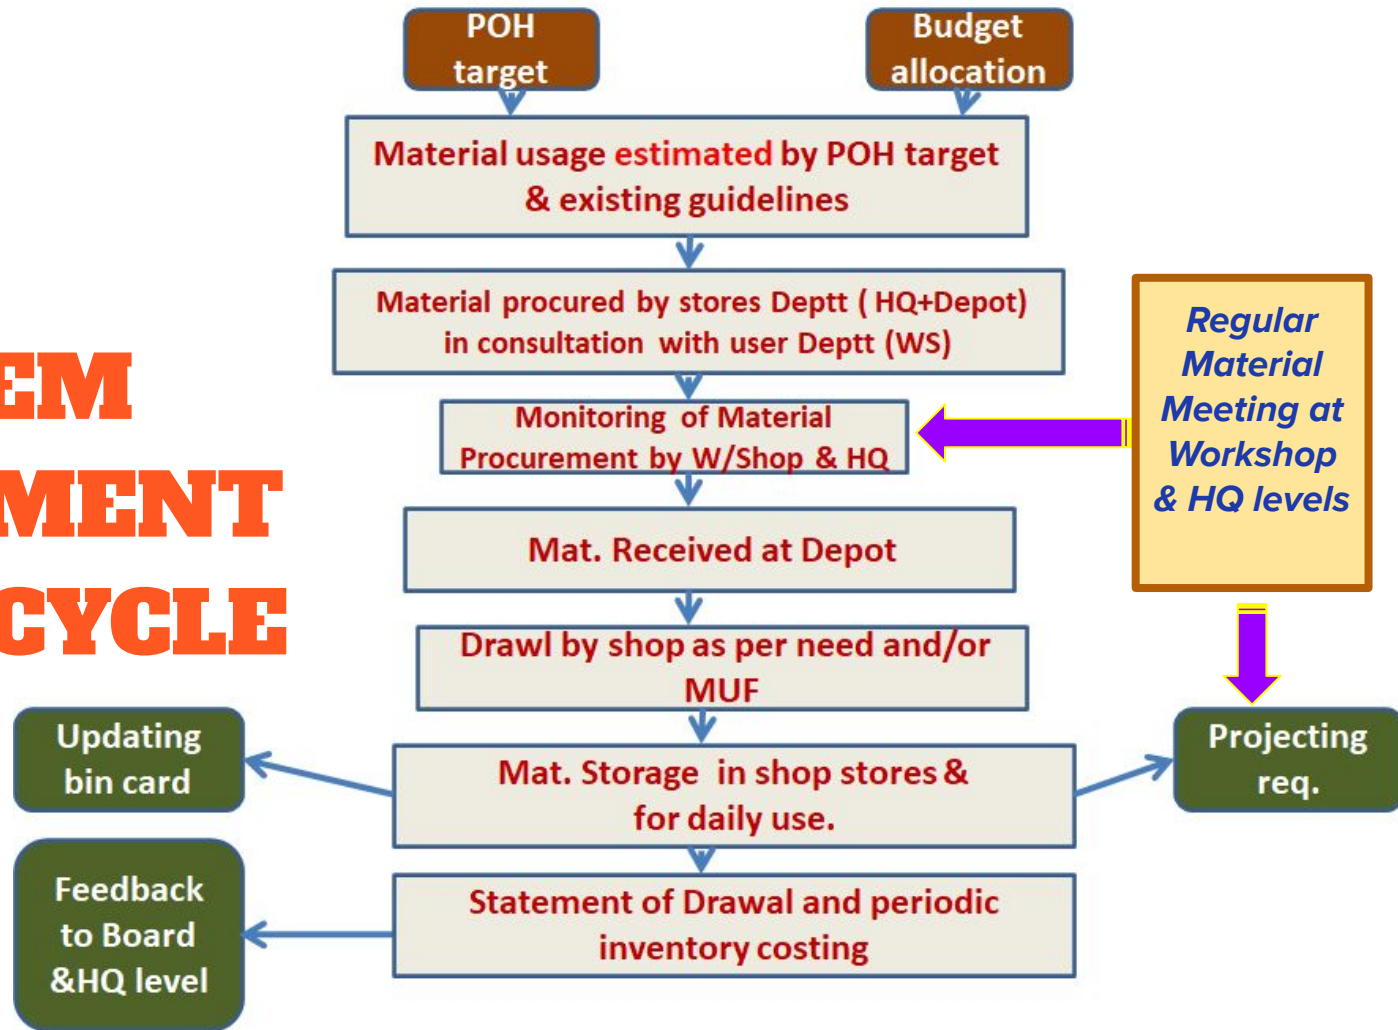 POH
target
Budget
allocation
Material usage estimated by POH target
& existing guidelines
Material procured by stores Deptt ( HQ+Depot)
in consultation with user Deptt (WS)
Regular
Material
Meeting at
Workshop
& HQ levels
EM
MENT
CYCLE
Monitoring of Material
Procurement by W/Shop & HQ
Mat. Received at Depot
Drawl by shop as per need and/or
MUF
Updating
bin card
Mat. Storage in shop stores &
for daily use.
Projecting
req.
Feedback
to Board
&HQ level
Statement of Drawal and periodic
inventory costing